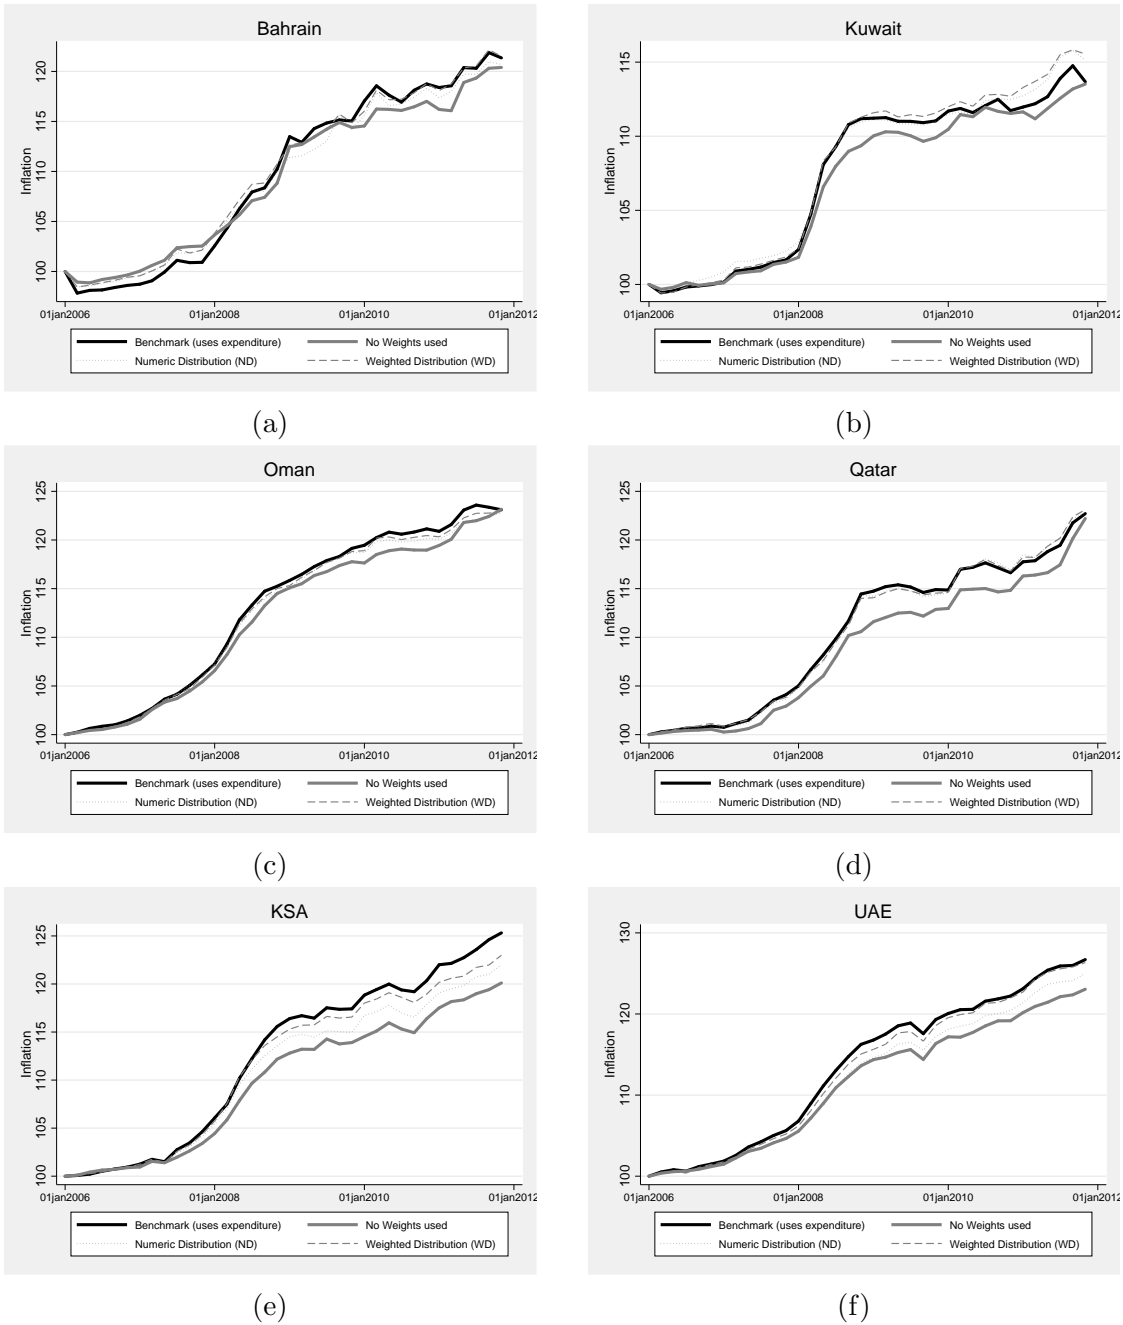 Bahrain
Inflation
100 105 110 115 120
01jan2006 01jan2008 01jan2010 01jan2012
Benchmark (uses expenditure) No Weights used
Numeric Distribution (ND) Weighted Distribution (WD)
(a)
Kuwait
Inflation
100 105 110 115
01jan2006 01jan2008 01jan2010 01jan2012
Benchmark (uses expenditure) No Weights used
Numeric Distribution (ND) Weighted Distribution (WD)
(b)
Oman
Inflation
100 105 110 115 120 125
01jan2006 01jan2008 01jan2010 01jan2012
Benchmark (uses expenditure) No Weights used
Numeric Distribution (ND) Weighted Distribution (WD)
(c)
Qatar
Inflation
100 105 110 115 120 125
01jan2006 01jan2008 01jan2010 01jan2012
Benchmark (uses expenditure) No Weights used
Numeric Distribution (ND) Weighted Distribution (WD)
(d)
KSA
Inflation
100 105 110 115 120 125
01jan2006 01jan2008 01jan2010 01jan2012
Benchmark (uses expenditure) No Weights used
Numeric Distribution (ND) Weighted Distribution (WD)
(e)
UAE
Inflation
100 110 120 130
01jan2006 01jan2008 01jan2010 01jan2012
Benchmark (uses expenditure) No Weights used
Numeric Distribution (ND) Weighted Distribution (WD)
(f)